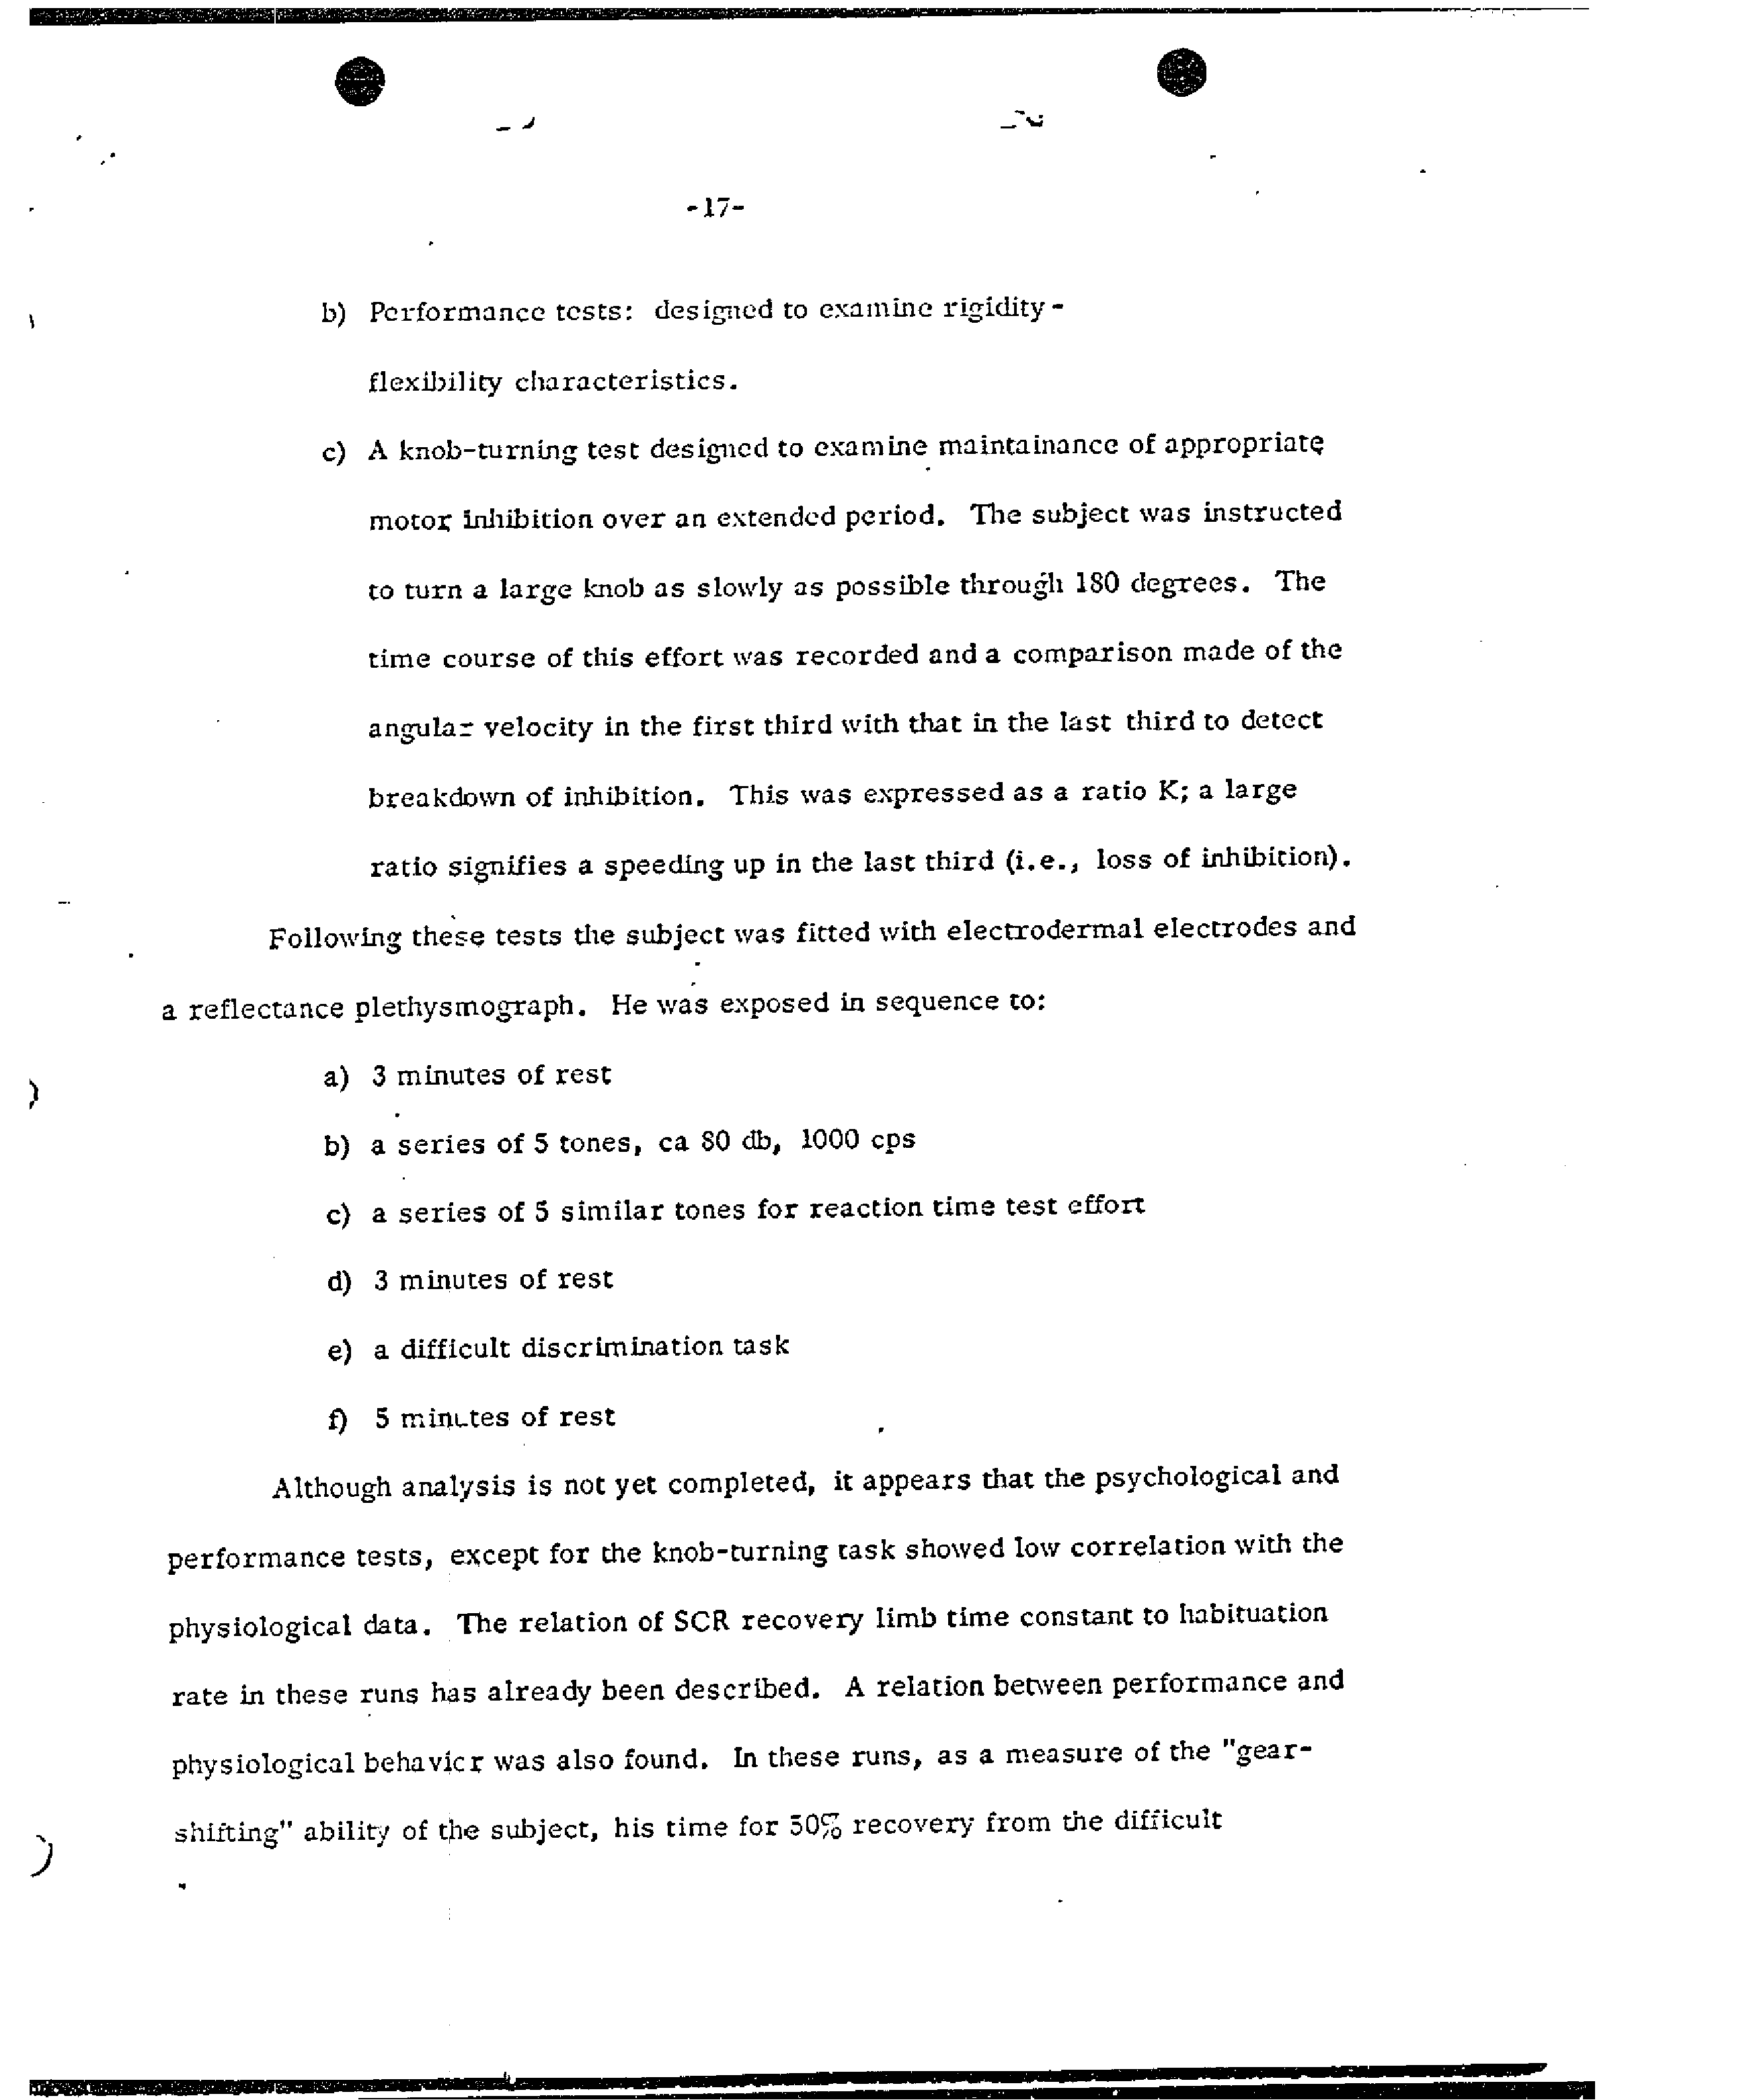 -17-
b) Performance tests: designed to examine rigidity-
flexibility characteristics.
c) A knob-turning test designed to examine maintainance of appropriate
motor inhibition over an extended period. The subject was instructed
to turn a large knob as slowly as possible through 180 degrees. The
time course of this effort was recorded and a comparison made of the
angular velocity in the first third with that in the last third to detect
breakdown of inhibition. This was expressed as a ratio K; a large
ratio signifies a speeding up in the last third (i.e., loss of inhibition).
Following these tests the subject was fitted with electrodermal electrodes and
a reflectance plethysmograph. He was exposed in sequence to:
a) 3 minutes of rest
b) a series of 5 tones, ca 80 db, 1000 cps
c) a series of 5 similar tones for reaction time test effort
d) 3 minutes of rest
e) a difficult discrimination task
f) 5 minutes of rest
Although analysis is not yet completed, it appears that the psychological and
performance tests, except for the knob-turning task showed low correlation with the
physiological data. The relation of SCR recovery limb time constant to habituation
rate in these runs has already been described. A relation between performance and
physiological behavior was also found. In these runs, as a measure of the "gear-
shifting" ability of the subject, his time for 50% recovery from the difficult